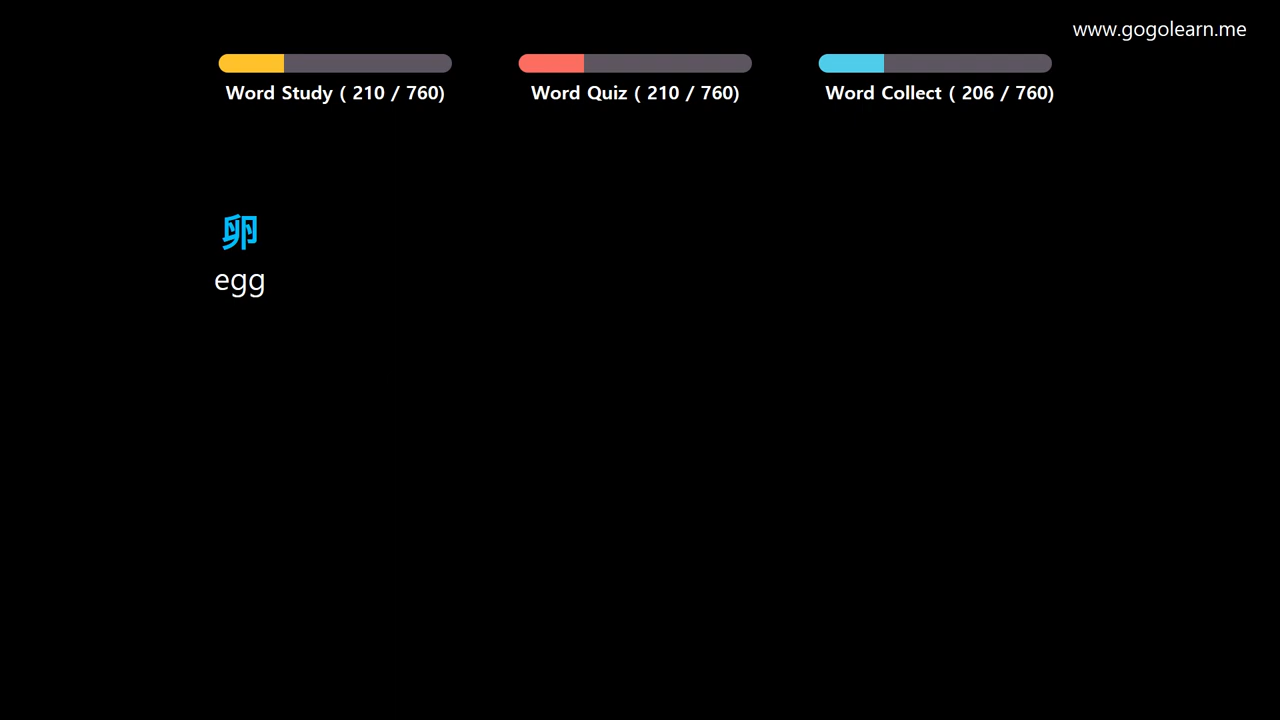 www.gogolearn.me
Word Study ( 210 / 760)
Word Quiz ( 210 / 760)
Word Collect ( 206 / 760)
卵
egg